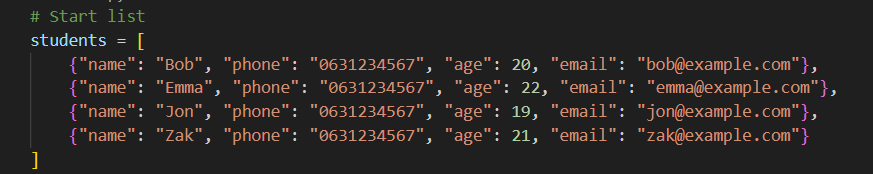 # Start list
students = [
{"name": "Bob", "phone": "0631234567", "age": 20, "email": "bob@example.com"},
{"name": "Emma", "phone": "0631234567", "age": 22, "email": "emma@example.com"},
{"name": "Jon", "phone": "0631234567", "age": 19, "email": "jon@example.com"},
{"name": "Zak", "phone": "0631234567", "age": 21, "email": "zak@example.com"}
]